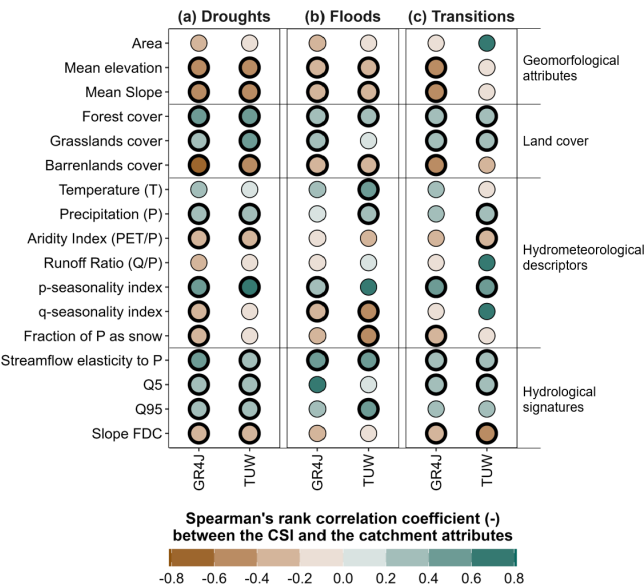 (a) Droughts (b) Floods (c) Transitions
Area
Mean elevation
Mean Slope
Geomorfological
attributes
Forest cover
Grasslands cover
Barrenlands cover
Land cover
Temperature (T)
Precipitation (P)
Aridity Index (PET/P)
Runoff Ratio (Q/P)
p-seasonality index
q-seasonality index
Fraction of P as snow
Hydrometeorological
descriptors
Streamflow elasticity to P
Q5
Q95
Slope FDC
Hydrological
signatures
GR4J TUW GR4J TUW GR4J TUW
Spearman's rank correlation coefficient (-)
between the CSI and the catchment attributes
-0.8 -0.6 -0.4 -0.2 0.0 0.2 0.4 0.6 0.8